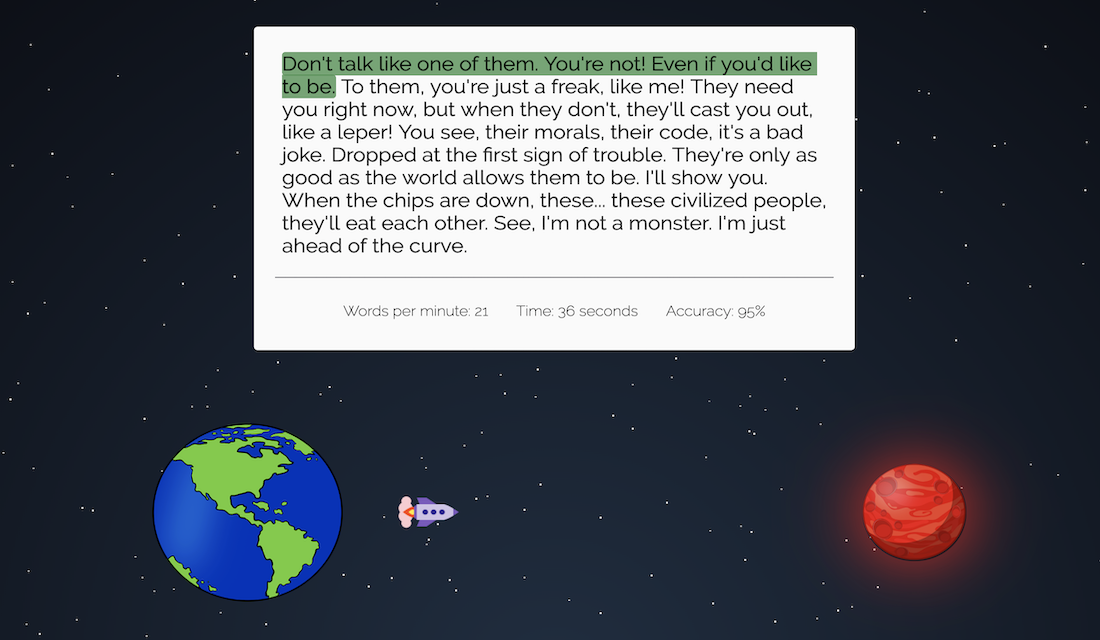 Don't talk like one of them. You're not! Even if you'd like
to be. To them, you're just a freak, like me! They need
you right now, but when they don't, they'll cast you out,
like a leper! You see, their morals, their code, it's a bad
joke. Dropped at the first sign of trouble. They're only as
good as the world allows them to be. I'll show you.
When the chips are down, these... these civilized people,
they'll eat each other. See, I'm not a monster. I'm just
ahead of the curve.
Words per minute: 21 Time: 36 seconds Accuracy: 95%